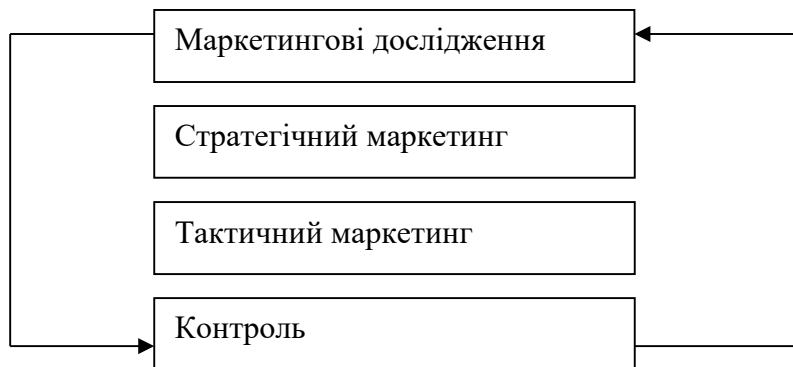 Маркетингові дослідження
Стратегічний маркетинг
Тактичний маркетинг
Контроль